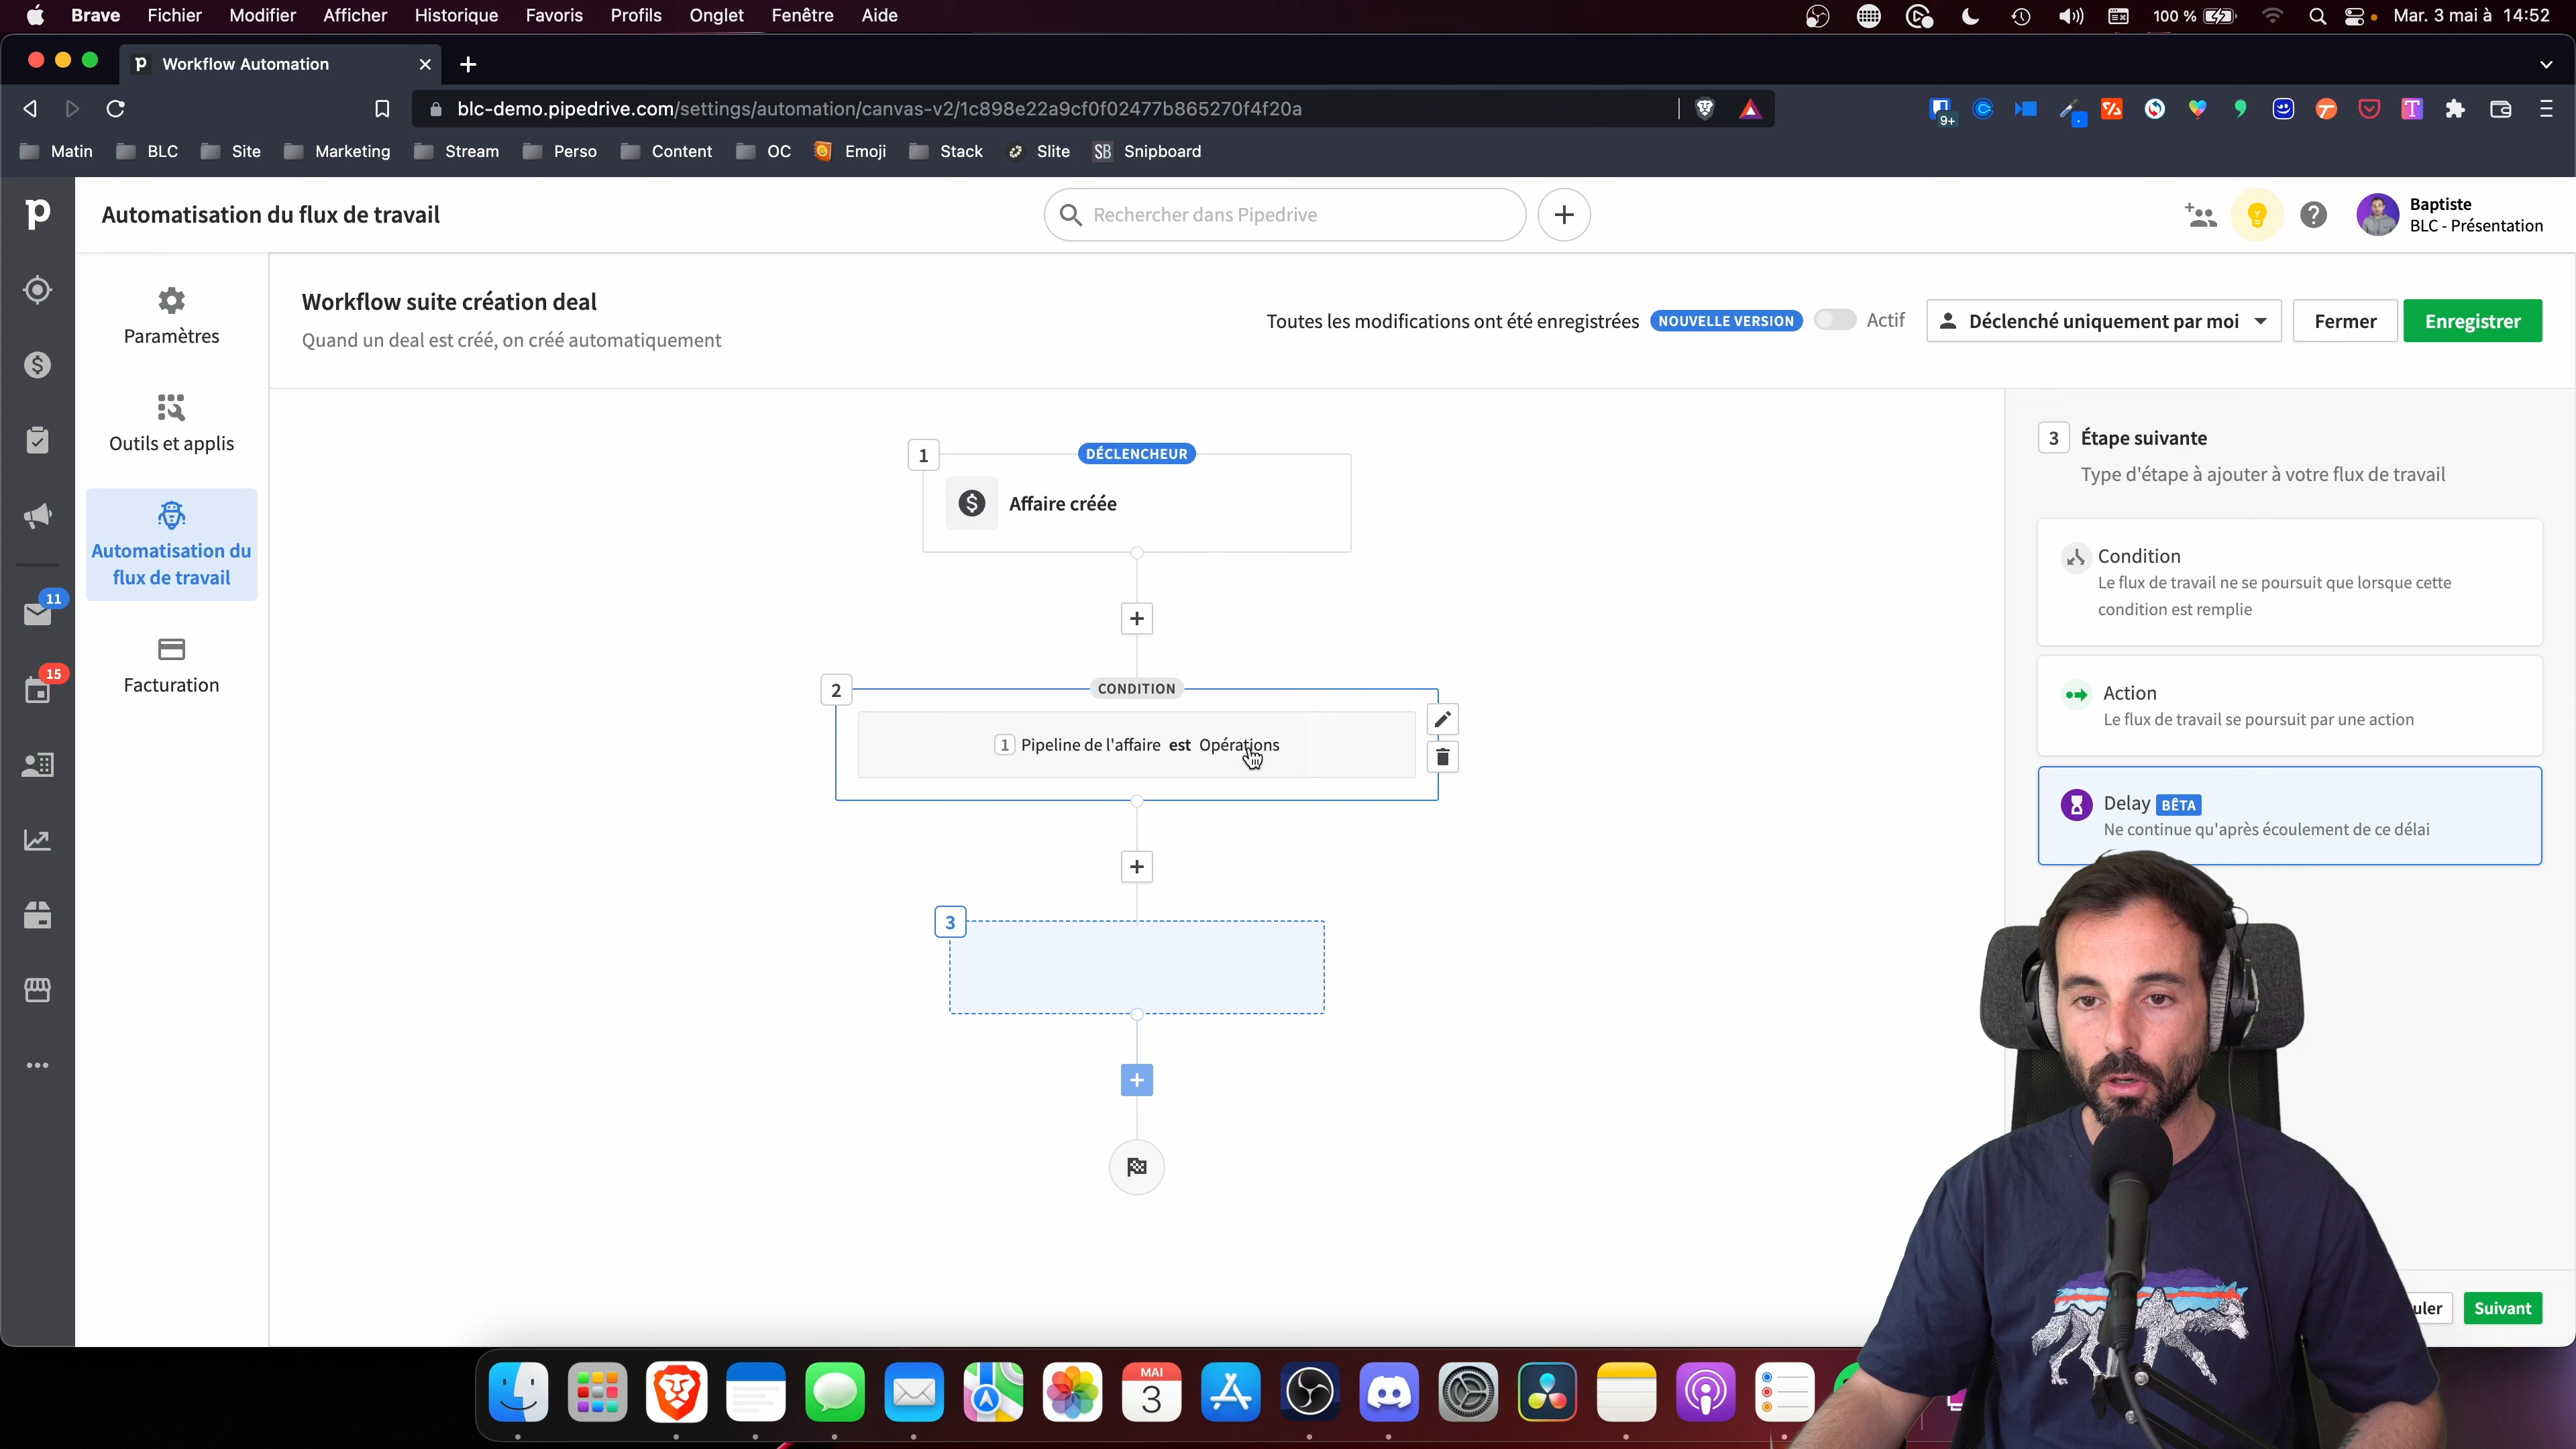 Brave Fichier Modifier Afficher Historique Favoris Profils Onglet Fenêtre Aide 100 % Mar. 3 mai à 14:52
Workflow Automation
blc-demo.pipedrive.com/settings/automation/canvas-v2/1c898e22a9cf0f02477b865270f4f20a
9+
Matin BLC Site Marketing Stream Perso Content OC Emoji Stack Slite SB Snipboard
Automatisation du flux de travail
Rechercher dans Pipedrive
Baptiste
BLC - Présentation
Paramètres
Outils et applis
Automatisation du
flux de travail
Facturation
11
15
Workflow suite création deal
Quand un deal est créé, on créé automatiquement
Toutes les modifications ont été enregistrées NOUVELLE VERSION Actif Déclenché uniquement par moi Fermer Enregistrer
1 DÉCLENCHEUR
Affaire créée
2 CONDITION
1 Pipeline de l'affaire est Opérations
3
3 Étape suivante
Type d'étape à ajouter à votre flux de travail
Condition
Le flux de travail ne se poursuit que lorsque cette
condition est remplie
Action
Le flux de travail se poursuit par une action
Delay BÊTA
Ne continue qu'après écoulement de ce délai
uler Suivant
MAI
3